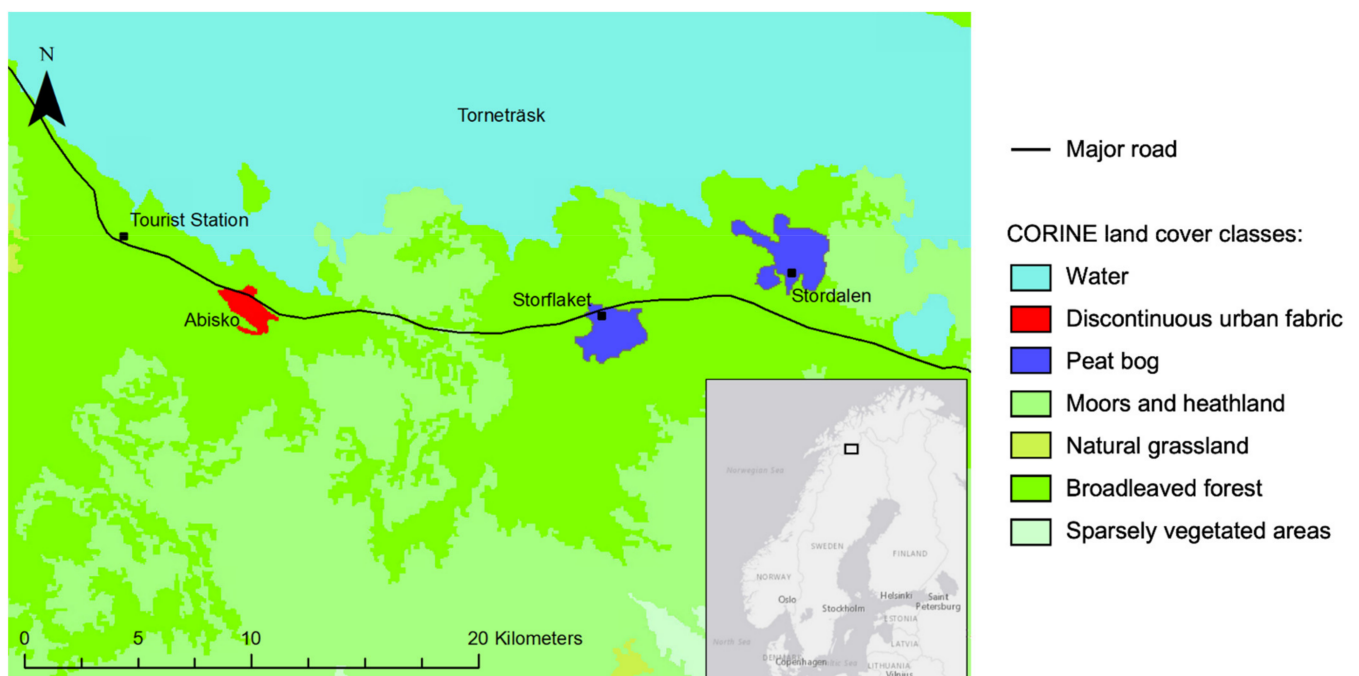 N
Torneträsk
Tourist Station
Abisko
Storflaket
Stordalen
0 5 10 20 Kilometers
Norwegian Sea
SWEDEN
FINLAND
NORWAY
Oslo
Helsinki
Saint
Petersburg
Stockholm
ESTONIA
North Sea
LATVIA
Copenhagen
LITHUANIA
Vilnius
Major road
CORINE land cover classes:
Water
Discontinuous urban fabric
Peat bog
Moors and heathland
Natural grassland
Broadleaved forest
Sparsely vegetated areas